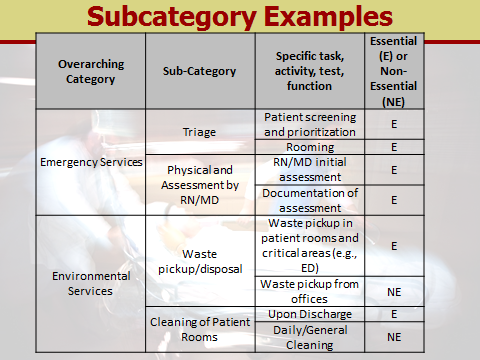 Subcategory Examples
Overarching
Category
Sub-Category
Specific task,
activity, test,
function
Essential
(E) or
Non-
Essential
(NE)
Emergency Services
Triage
Patient screening
and prioritization
E
Rooming
E
Physical and
Assessment by
RN/MD
RN/MD initial
assessment
E
Documentation of
assessment
E
Environmental
Services
Waste
pickup/disposal
Waste pickup in
patient rooms and
critical areas (e.g.,
ED)
E
Waste pickup from
offices
NE
Cleaning of Patient
Rooms
Upon Discharge
E
Daily/General
Cleaning
NE